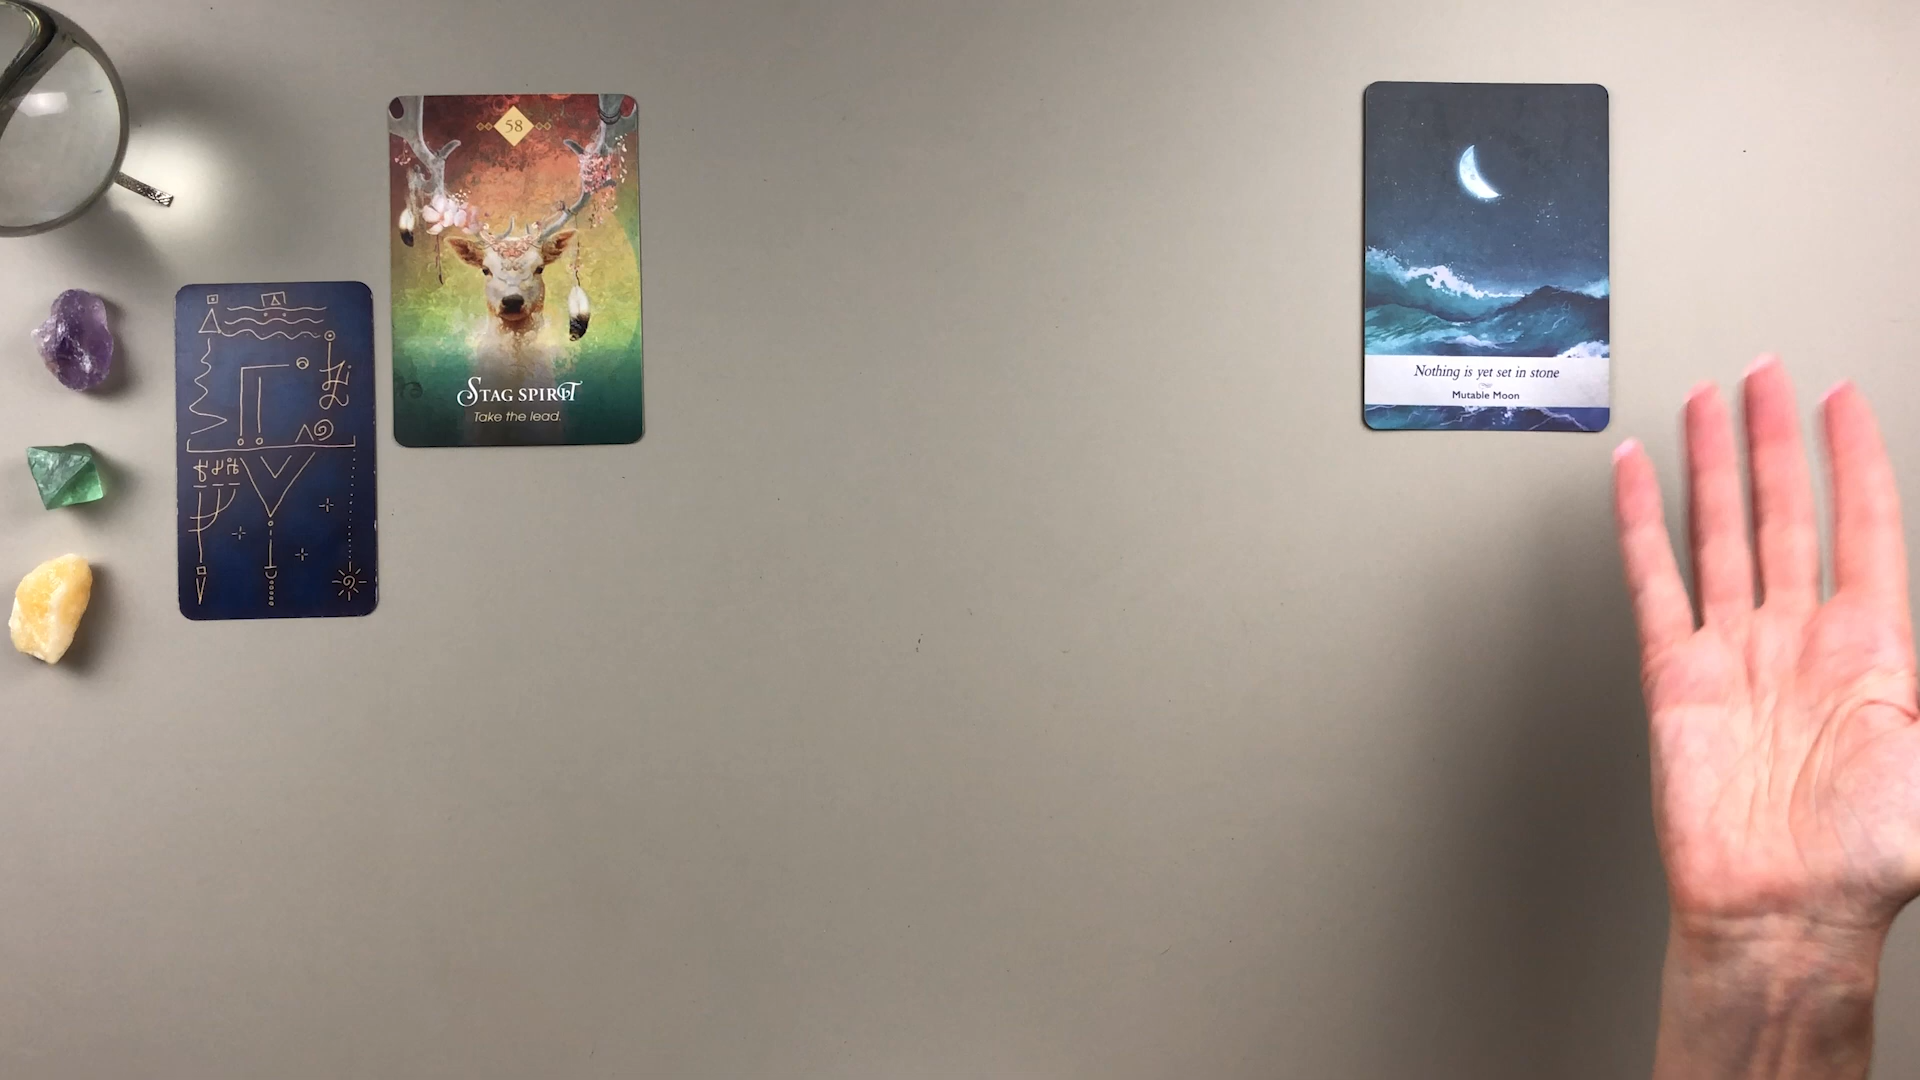 58
STAG SPIRIT
Take the lead.
Nothing is yet set in stone
Mutable Moon